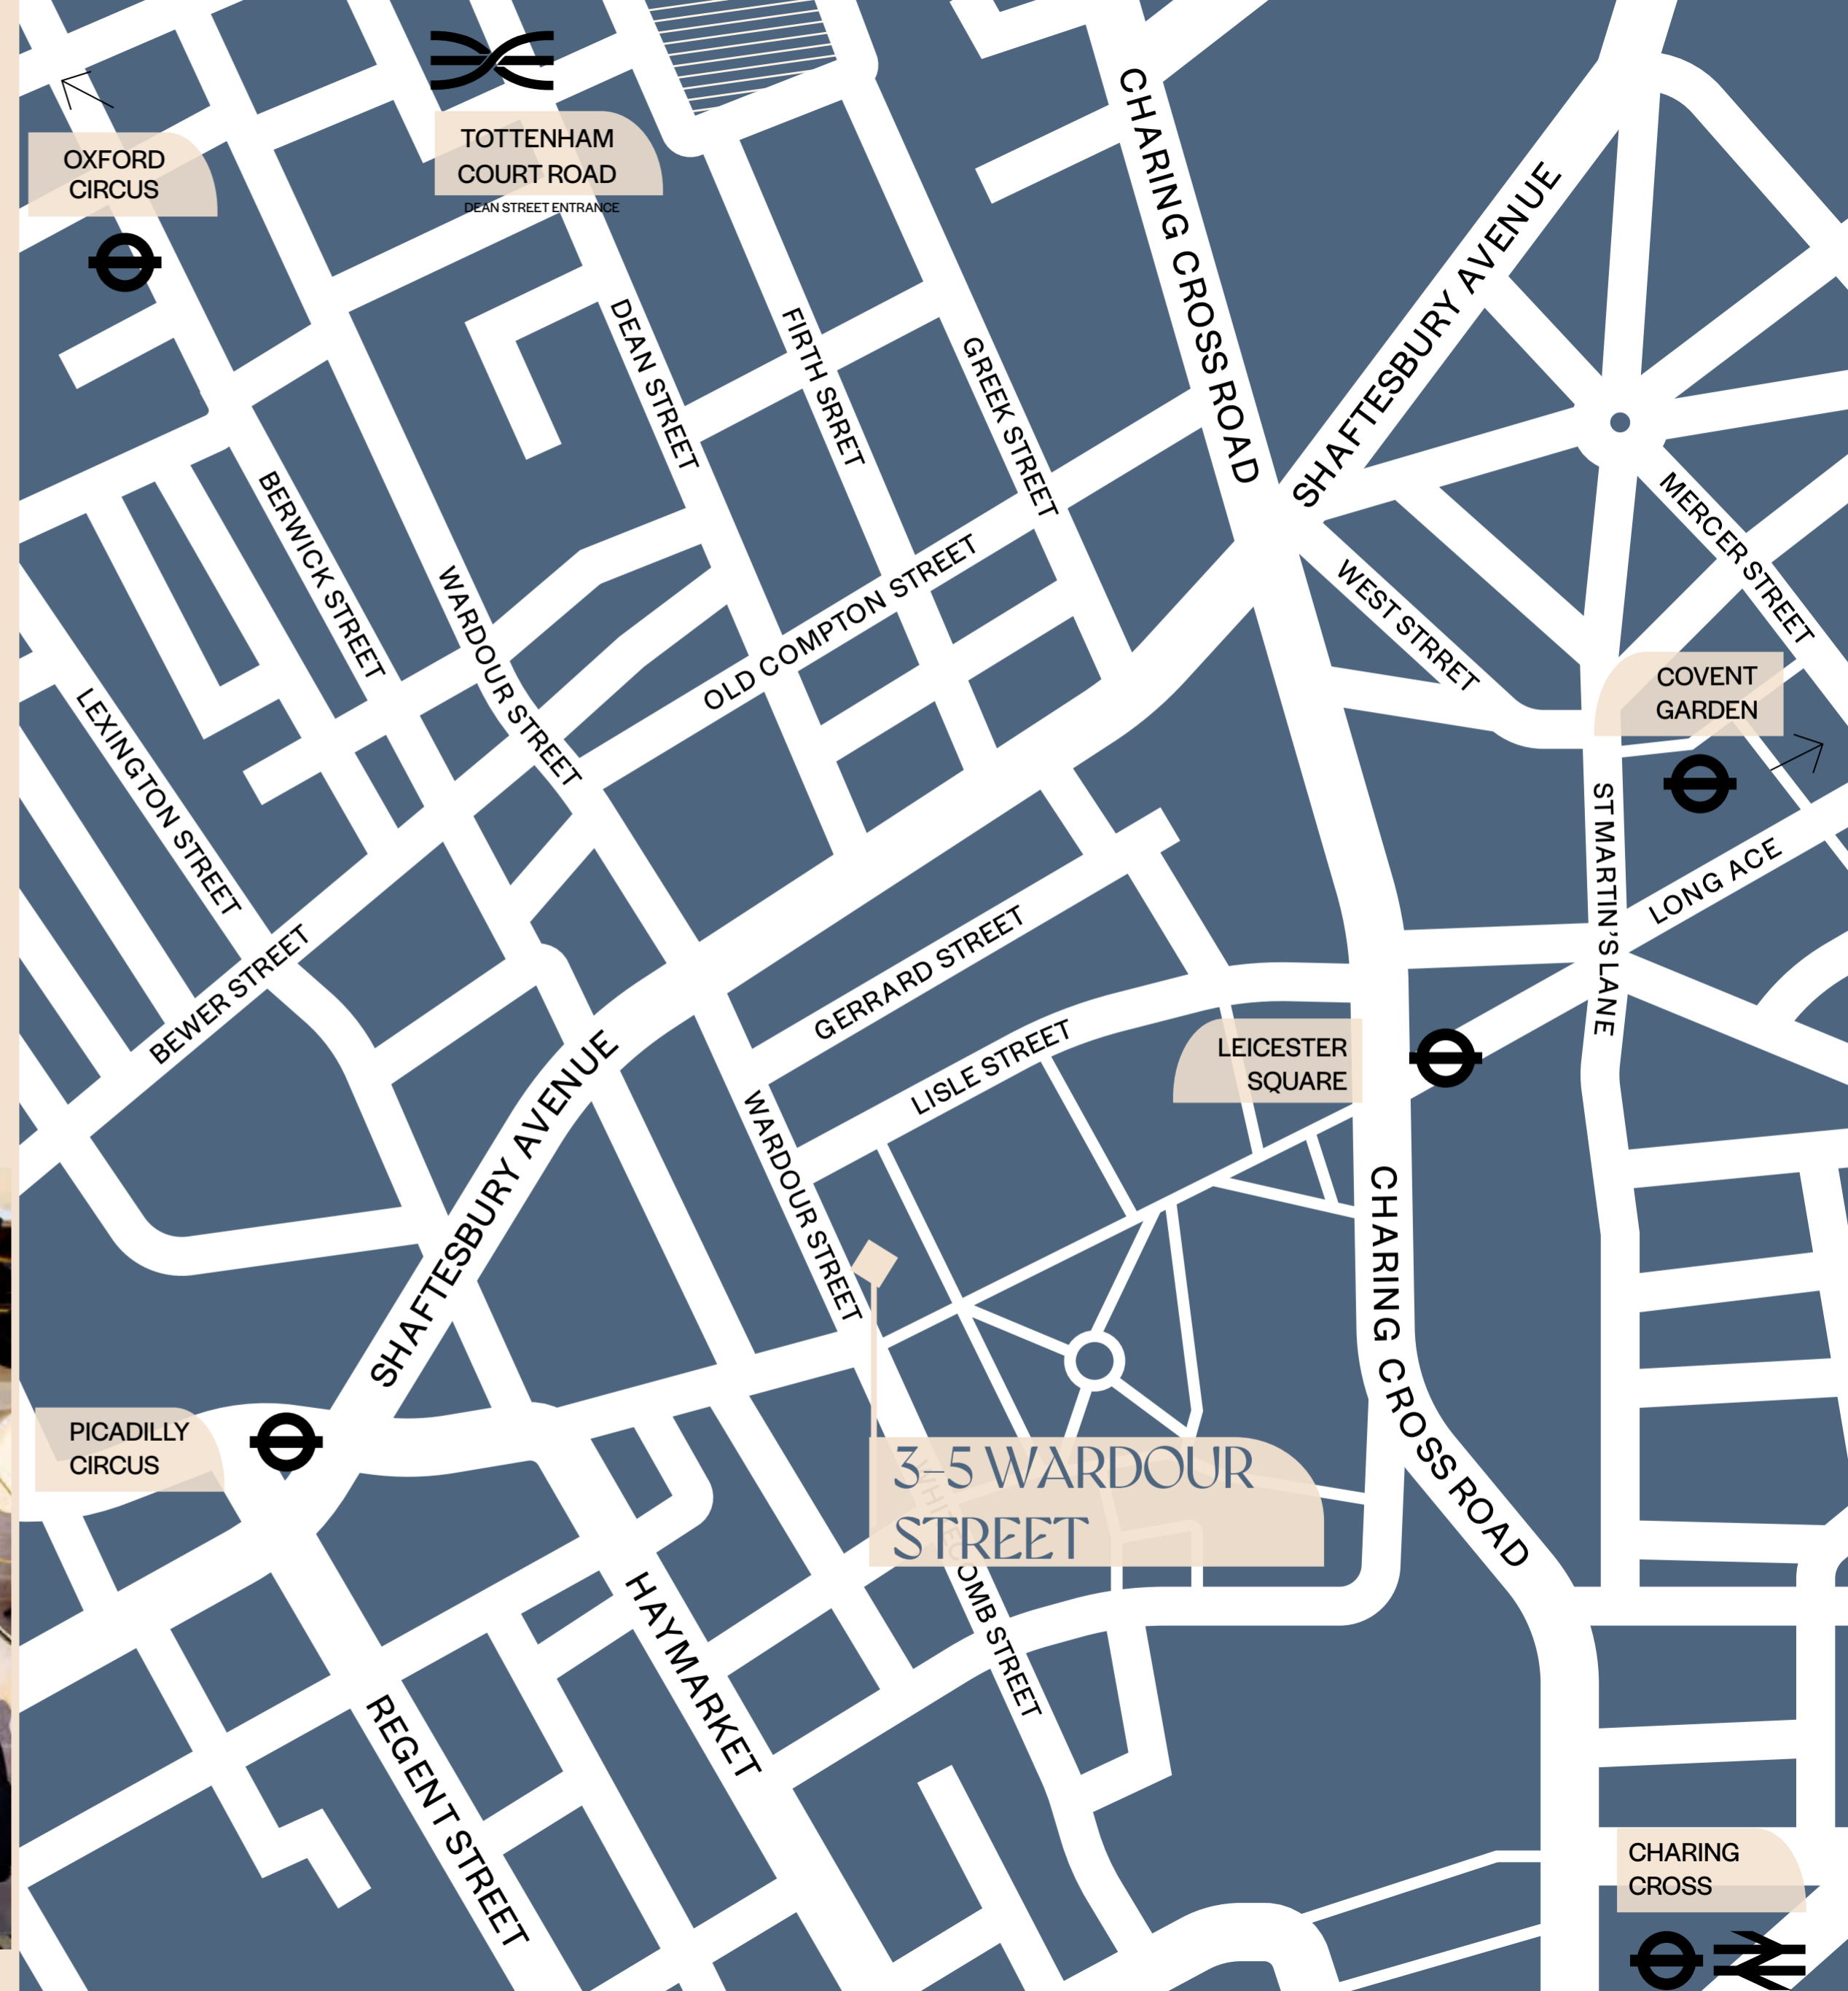 OXFORD
CIRCUS
TOTTENHAM
COURT ROAD
DEAN STREET ENTRANCE
CHARING CROSS ROAD
SHAFTESBURY AVENUE
DEAN STREET
FIRTH SRRET
GREEK STREET
BERWICK STREET
WARDOUR STREET
OLD COMPTON STREET
MERCER STREET
WEST STRRET
COVENT
GARDEN
LEXINGTON STREET
ST MARTIN'S LANE
LONG ACE
BEWER STREET
GERRARD STREET
LISLE STREET
LEICESTER
SQUARE
SHAFTESBURY AVENUE
WARDOUR STREET
CHARING CROSS ROAD
PICADILLY
CIRCUS
3–5 WARDOUR
STREET
WHITCOMB STREET
HAYMARKET
REGENT STREET
CHARING
CROSS